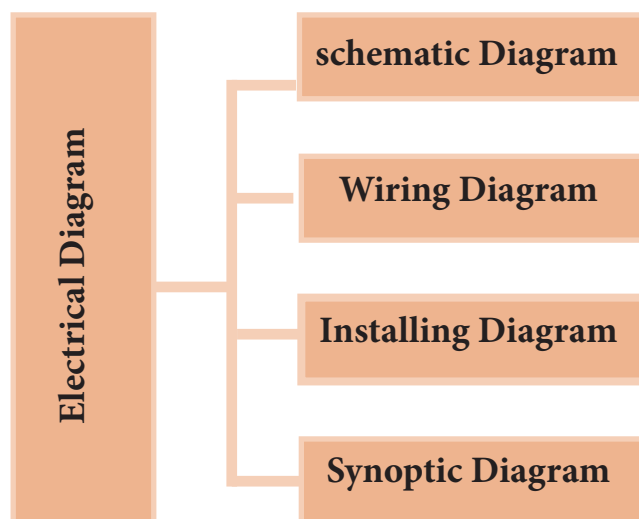 Electrical Diagram
schematic Diagram
Wiring Diagram
Installing Diagram
Synoptic Diagram